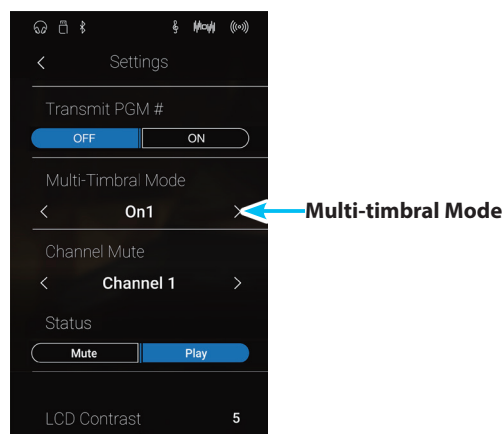 Settings
Transmit PGM #
OFF ON
Multi-Timbral Mode
On1
Multi-timbral Mode
Channel Mute
Channel 1
Status
Mute Play
LCD Contrast 5